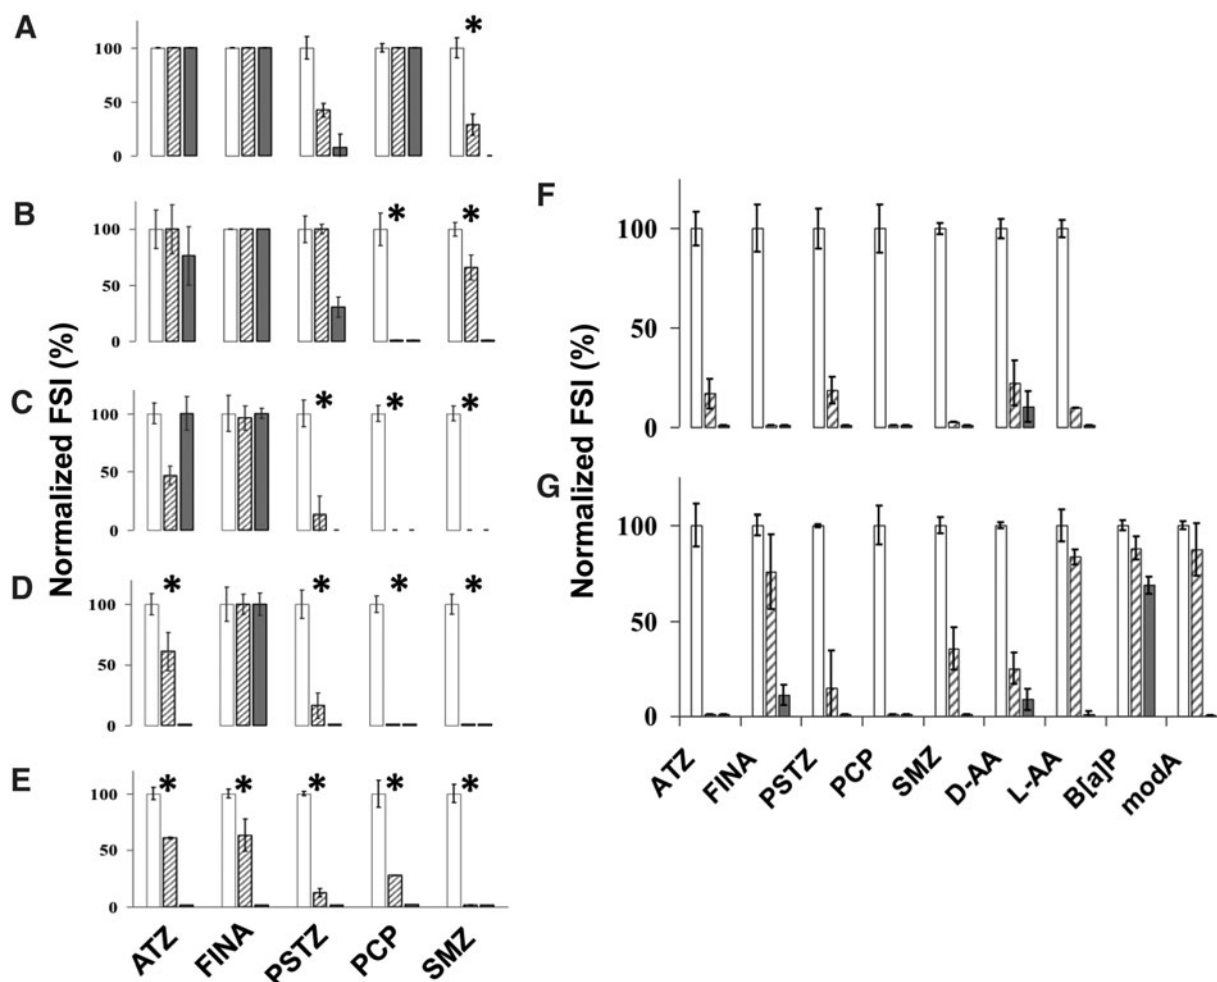 A
*
100
50
0
B
* *
100
50
0
C
* * *
100
50
0
D
* * * *
100
50
0
E
* * * * *
100
50
0
ATZ FINA PSTZ PCP SMZ
Normalized FSI (%)
F
100
50
0
G
100
50
0
ATZ FINA PSTZ PCP SMZ D-AA L-AA B[a]P modA
Normalized FSI (%)